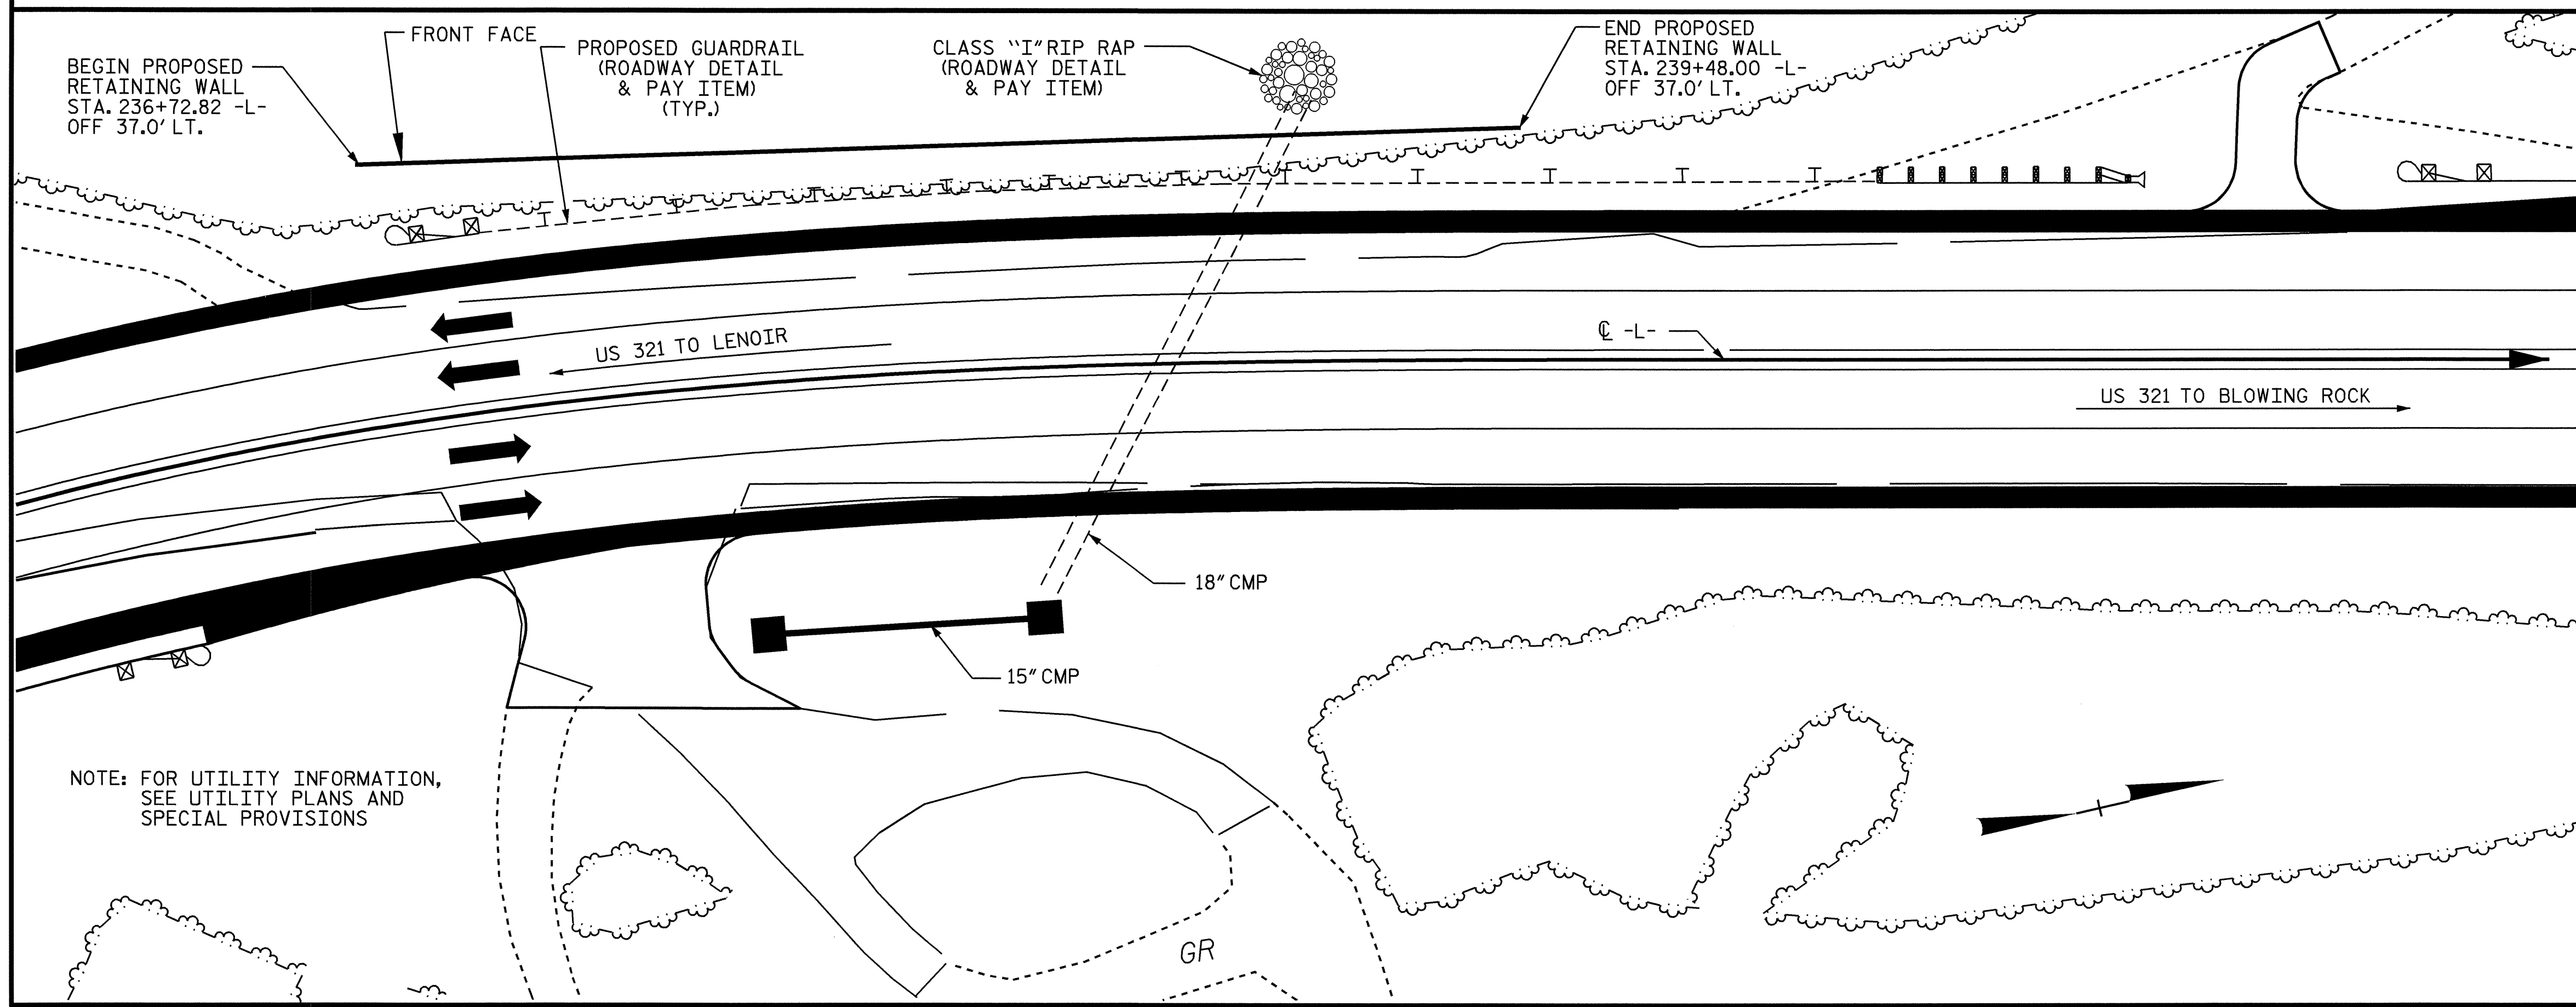 BEGIN PROPOSED
RETAINING WALL
STA. 236+72.82 -L-
OFF 37.0' LT.
FRONT FACE
PROPOSED GUARDRAIL
(ROADWAY DETAIL
& PAY ITEM)
(TYP.)
CLASS "I" RIP RAP
(ROADWAY DETAIL
& PAY ITEM)
END PROPOSED
RETAINING WALL
STA. 239+48.00 -L-
OFF 37.0' LT.
US 321 TO LENOIR
℄ -L-
US 321 TO BLOWING ROCK
18" CMP
15" CMP
NOTE: FOR UTILITY INFORMATION,
SEE UTILITY PLANS AND
SPECIAL PROVISIONS
GR